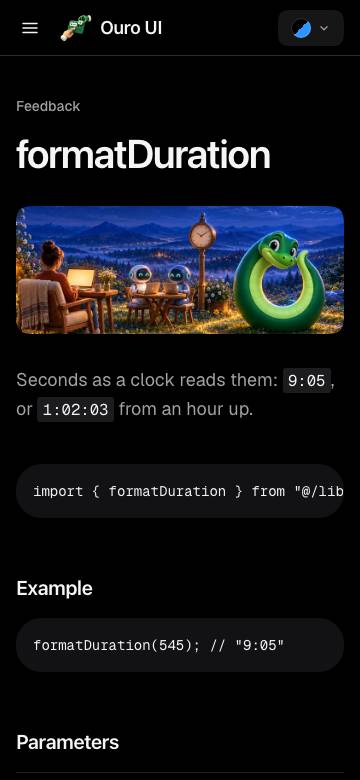 Ouro UI
Feedback
formatDuration
Seconds as a clock reads them: 9:05,
or 1:02:03 from an hour up.
import { formatDuration } from "@/lib
Example
formatDuration(545); // "9:05"
Parameters